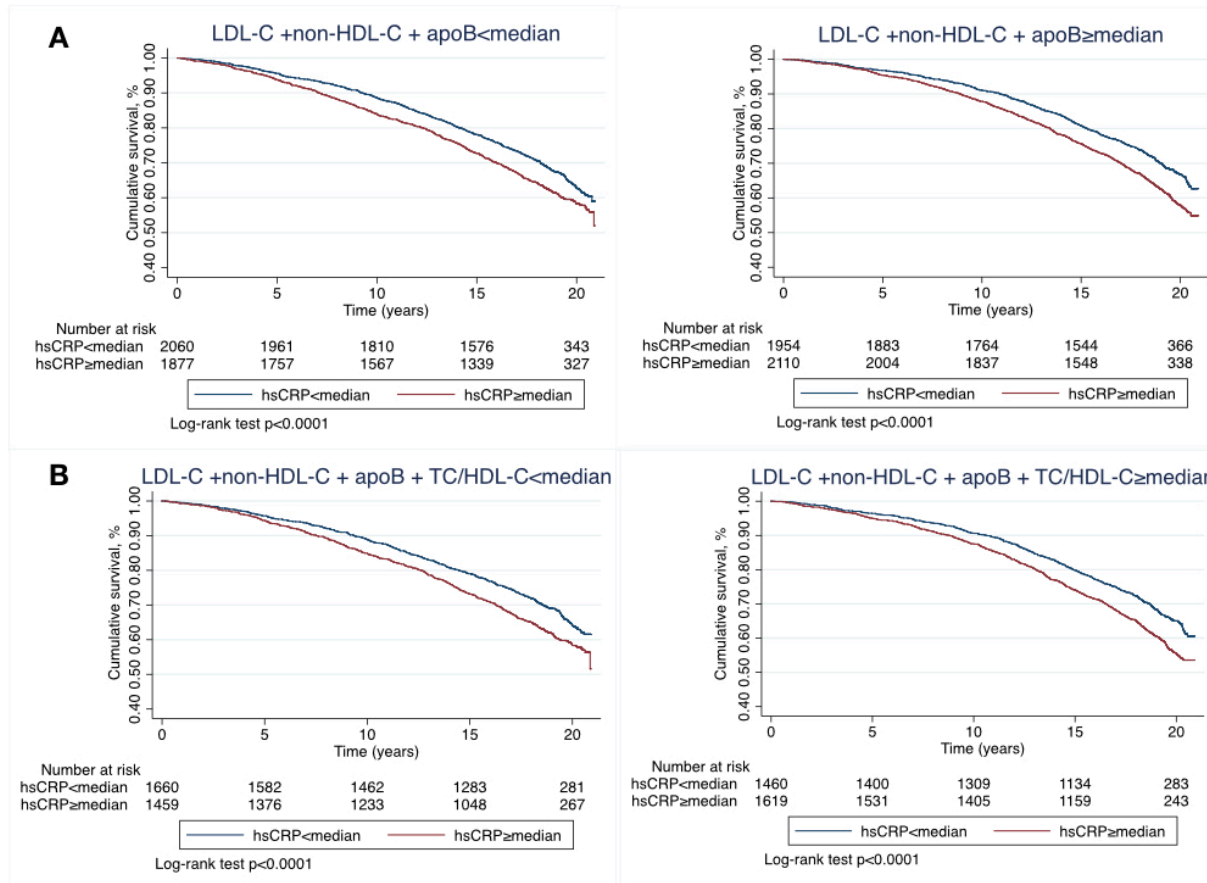 A
LDL-C +non-HDL-C + apoB<median
Cumulative survival, %
0.40 0.50 0.60 0.70 0.80 0.90 1.00
0 5 10 15 20
Time (years)
Number at risk
hsCRP<median 2060 1961 1810 1576 343
hsCRP≥median 1877 1757 1567 1339 327
hsCRP<median hsCRP≥median
Log-rank test p<0.0001
LDL-C +non-HDL-C + apoB≥median
Cumulative survival, %
0.40 0.50 0.60 0.70 0.80 0.90 1.00
0 5 10 15 20
Time (years)
Number at risk
hsCRP<median 1954 1883 1764 1544 366
hsCRP≥median 2110 2004 1837 1548 338
hsCRP<median hsCRP≥median
Log-rank test p<0.0001
B
LDL-C +non-HDL-C + apoB + TC/HDL-C<median
Cumulative survival, %
0.40 0.50 0.60 0.70 0.80 0.90 1.00
0 5 10 15 20
Time (years)
Number at risk
hsCRP<median 1660 1582 1462 1283 281
hsCRP≥median 1459 1376 1233 1048 267
hsCRP<median hsCRP≥median
Log-rank test p<0.0001
LDL-C +non-HDL-C + apoB + TC/HDL-C≥median
Cumulative survival, %
0.40 0.50 0.60 0.70 0.80 0.90 1.00
0 5 10 15 20
Time (years)
Number at risk
hsCRP<median 1460 1400 1309 1134 283
hsCRP≥median 1619 1531 1405 1159 243
hsCRP<median hsCRP≥median
Log-rank test p<0.0001